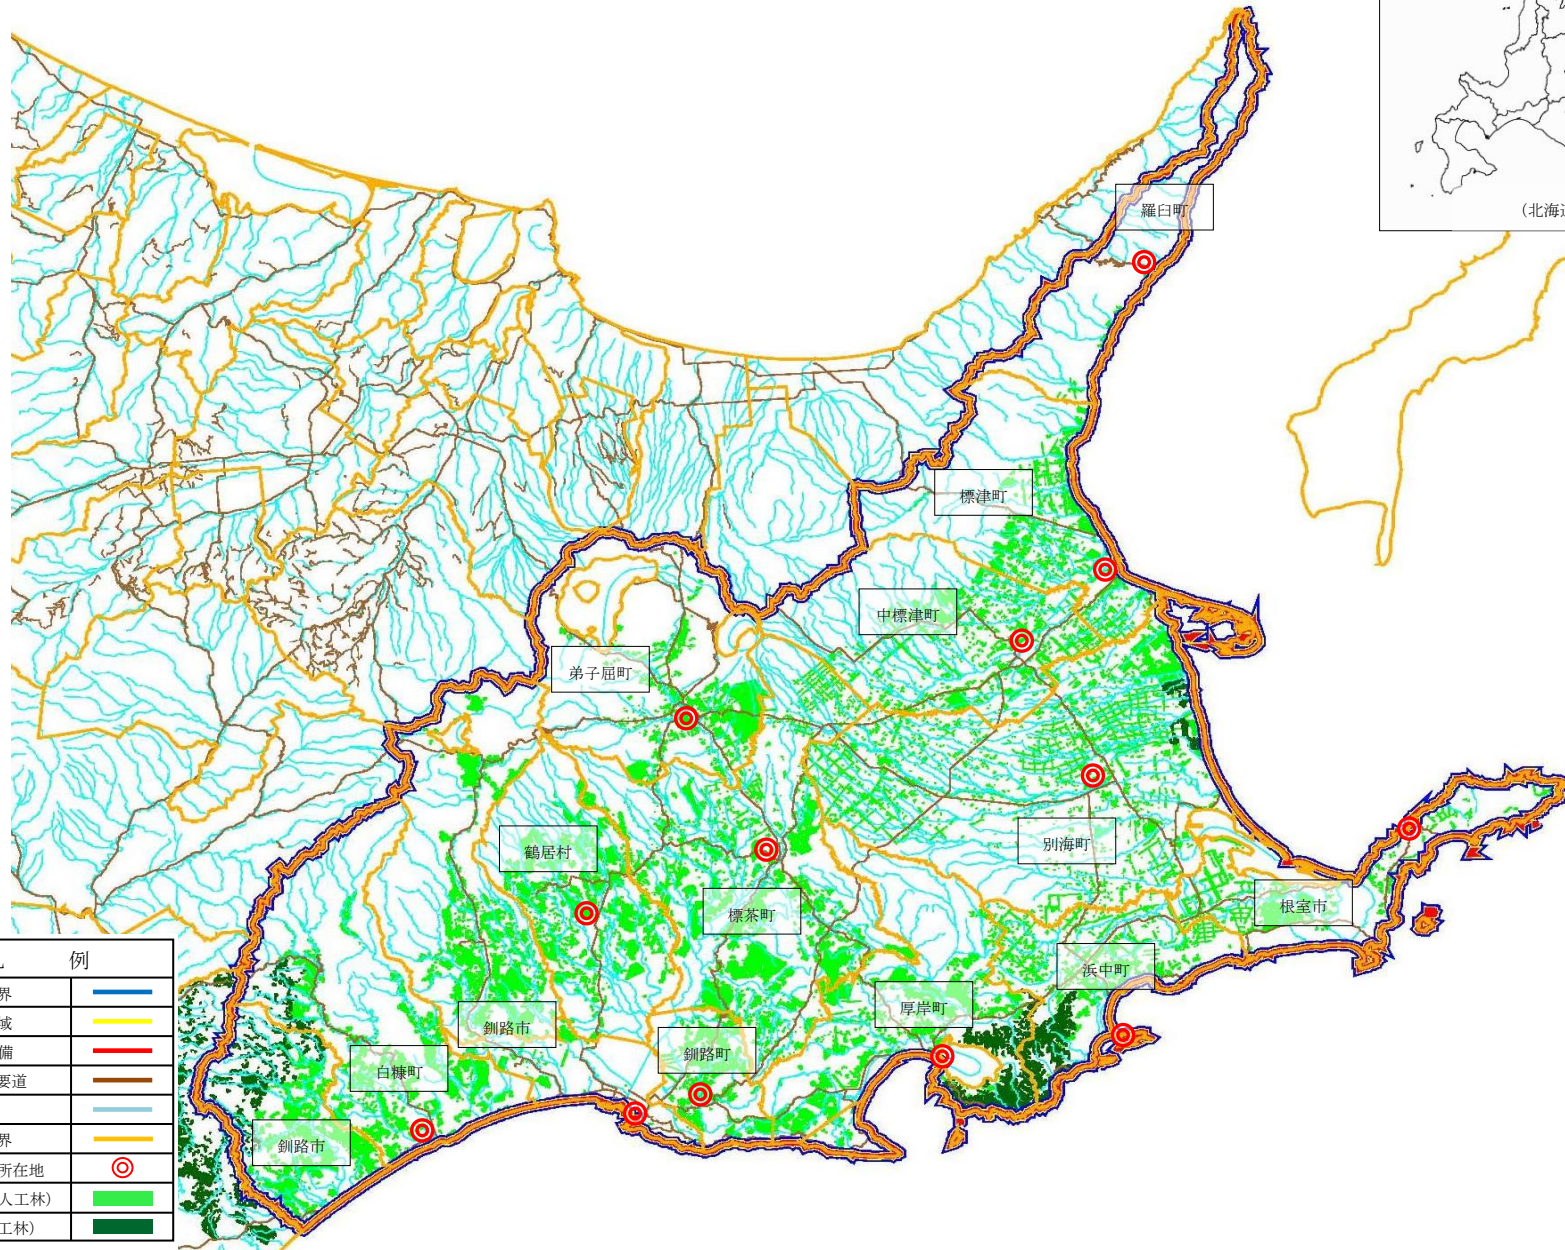 羅臼町
(北海
標津町
中標津町
弟子屈町
鶴居村
別海町
標茶町
根室市
浜中町
厚岸町
釧路市
釧路町
白糠町
釧路市
例
界
域
備
要道
界
所在地
人工林)
工林)